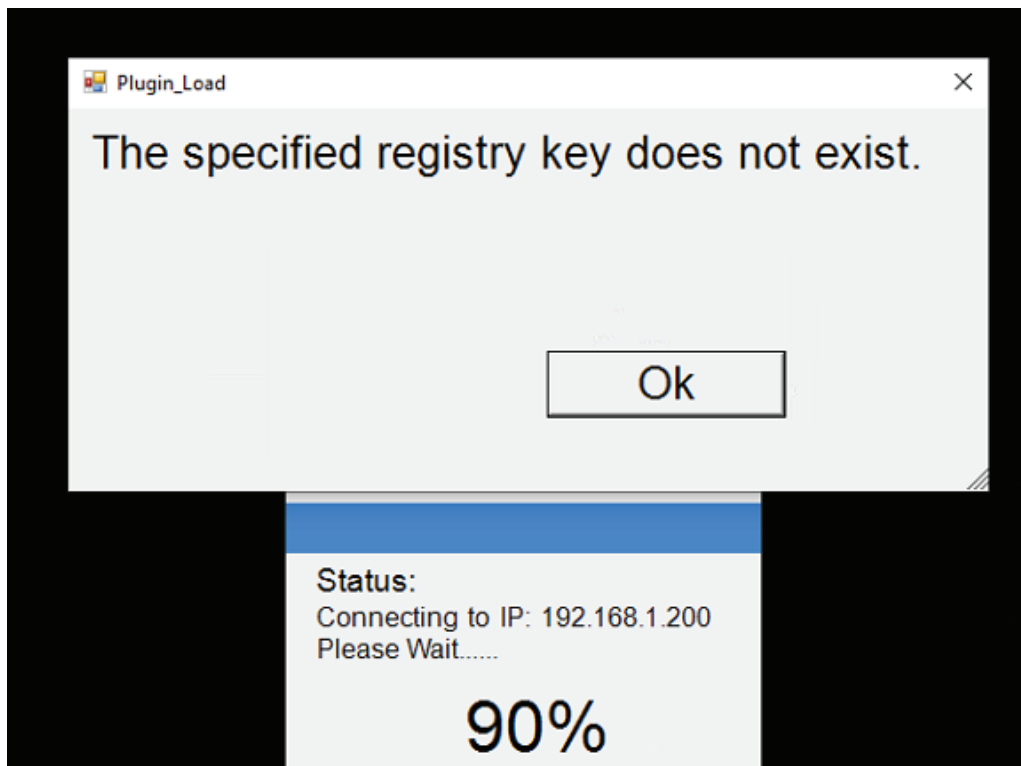 Plugin_Load
The specified registry key does not exist.
Ok
Status:
Connecting to IP: 192.168.1.200
Please Wait......
90%